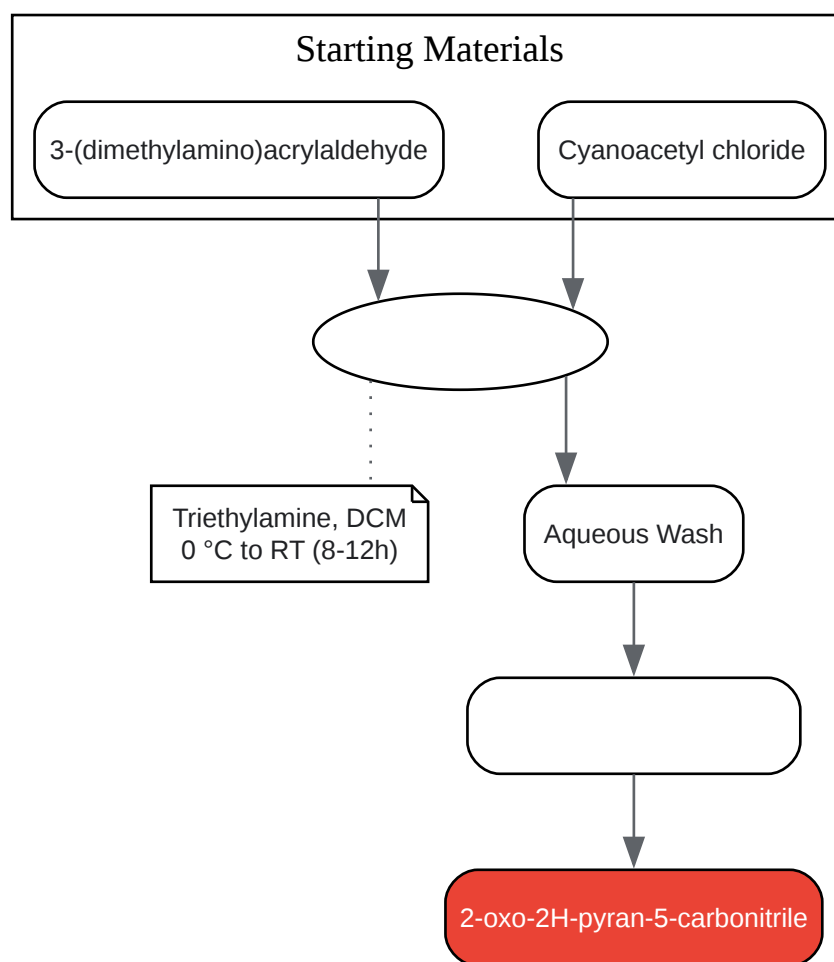 Starting Materials
3-(dimethylamino)acrylaldehyde
Cyanoacetyl chloride
Triethylamine, DCM
0 °C to RT (8-12h)
Aqueous Wash
2-oxo-2H-pyran-5-carbonitrile